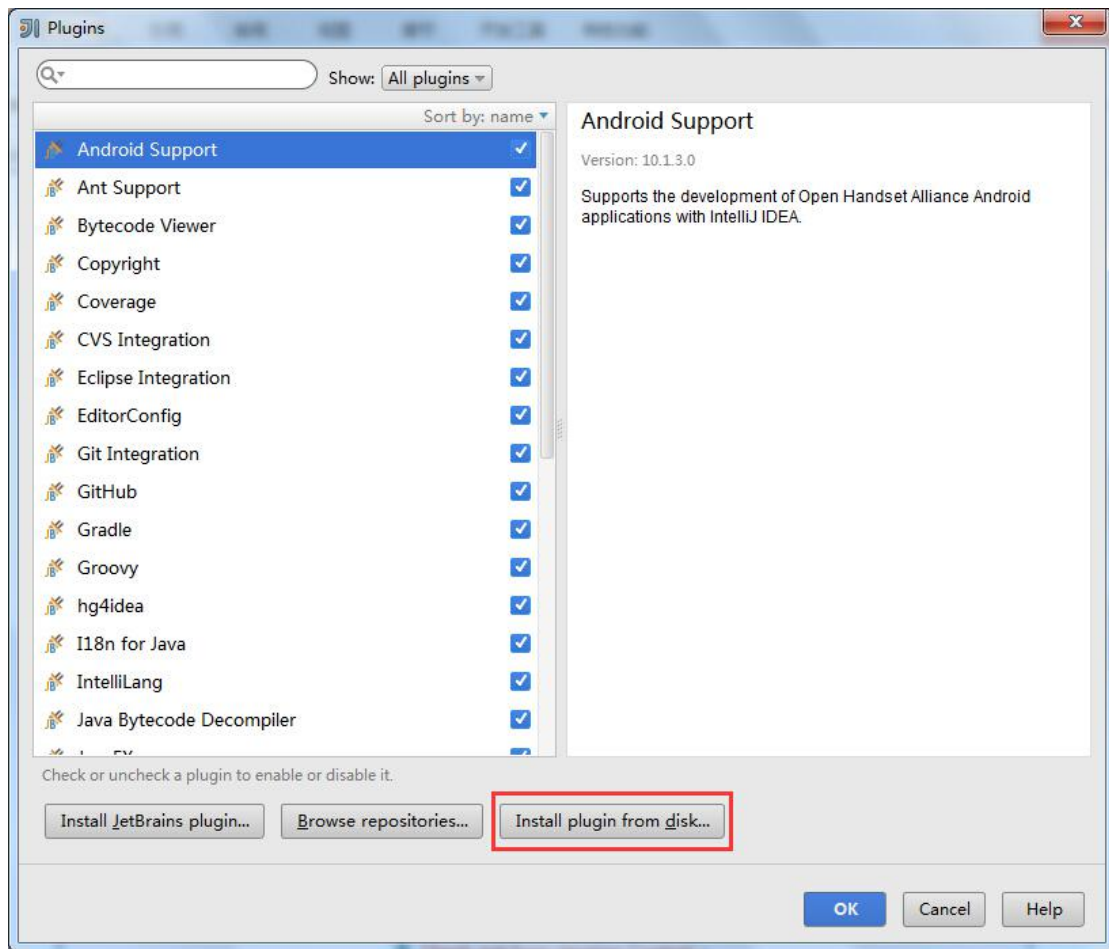 Plugins
Show: All plugins
Sort by: name
Android Support
Ant Support
Bytecode Viewer
Copyright
Coverage
CVS Integration
Eclipse Integration
EditorConfig
Git Integration
GitHub
Gradle
Groovy
hg4idea
I18n for Java
IntelliLang
Java Bytecode Decompiler
Android Support
Version: 10.1.3.0
Supports the development of Open Handset Alliance Android
applications with IntelliJ IDEA.
Check or uncheck a plugin to enable or disable it.
Install JetBrains plugin...
Browse repositories...
Install plugin from disk...
OK
Cancel
Help